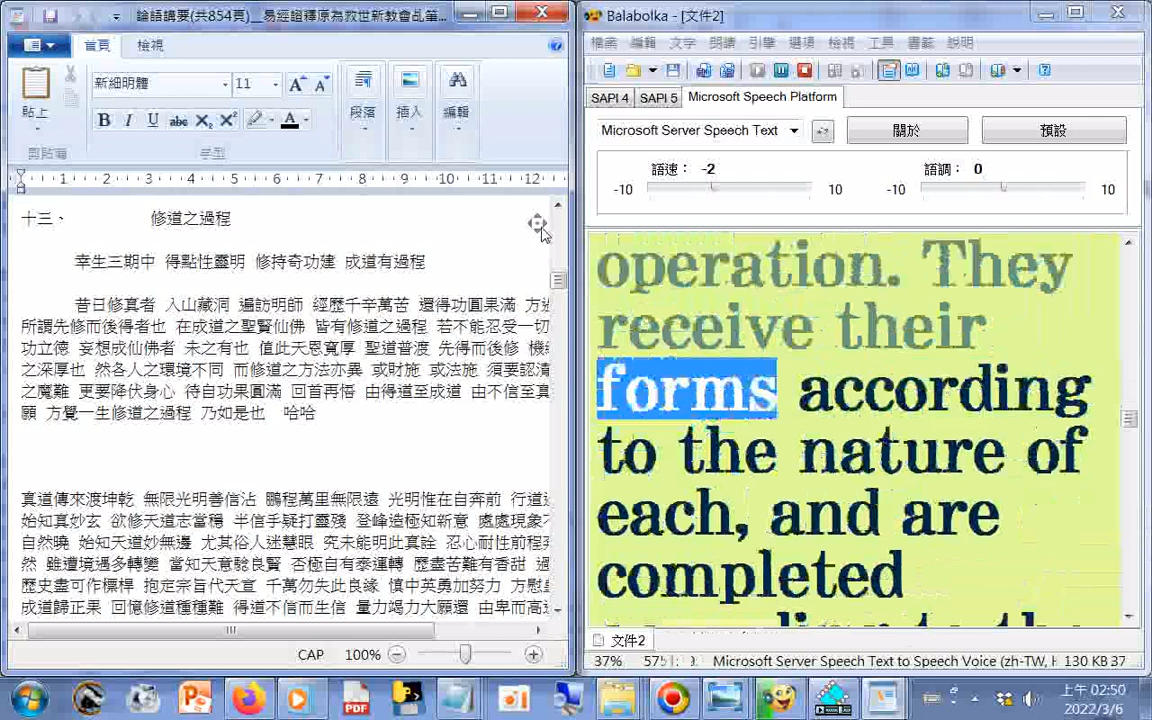 論語講要(共854頁)__易經證釋原為救世新教會乩筆...
首頁 檢視
貼上
新細明體 11
段落 插入 編輯
剪貼簿 字型
1 2 3 4 5 6 7 8 9 10 11 12
十三、 修道之過程
幸生三期中 得點性靈明 修持奇功建 成道有過程
昔日修真者 入山藏洞 遍訪明師 經歷千辛萬苦 還得功圓果滿 方
所謂先修而後得者也 在成道之聖賢仙佛 皆有修道之過程 若不能忍受一切
功立德 妄想成仙佛者 未之有也 值此天恩寬厚 聖道普渡 先得而後修 機
之深厚也 然各人之環境不同 而修道之方法亦異 或財施 或法施 須要認清
之魔難 更要降伏身心 待自功果圓滿 回首再悟 由得道至成道 由不信至真
願 方覺一生修道之過程 乃如是也 哈哈
真道傳來渡坤乾 無限光明善信沾 鵬程萬里無限遠 光明惟在自奔前 行道
始知真妙玄 欲修天道志當穩 半信乎疑打靈殘 登峰造極知新意 處處現象
自然曉 始知天道妙無邊 尤其俗人迷慧眼 究未能明此真詮 忍心耐性前程
然 雖遭境遇多轉變 當知天意驗良賢 否極自有泰運轉 歷盡苦難有香甜
歷史盡可作標桿 抱定宗旨代天宣 千萬勿失此良緣 慎中英勇加努力 方慰
成道歸正果 回憶修道種種難 得道不信而生信 量力竭力大願還 由卑而高
CAP 100%
Balabolka - [文件2]
檔案 編輯 文字 朗讀 引擎 選項 檢視 工具 書籤 說明
SAPI 4 SAPI 5 Microsoft Speech Platform
Microsoft Server Speech Text 關於 預設
語速： -2 語調： 0
-10 10 -10 10
operation. They
receive their
forms according
to the nature of
each, and are
completed
文件2
37% Microsoft Server Speech Text to Speech Voice (zh-TW, H 130 KB 37
上午 02:50
2022/3/6